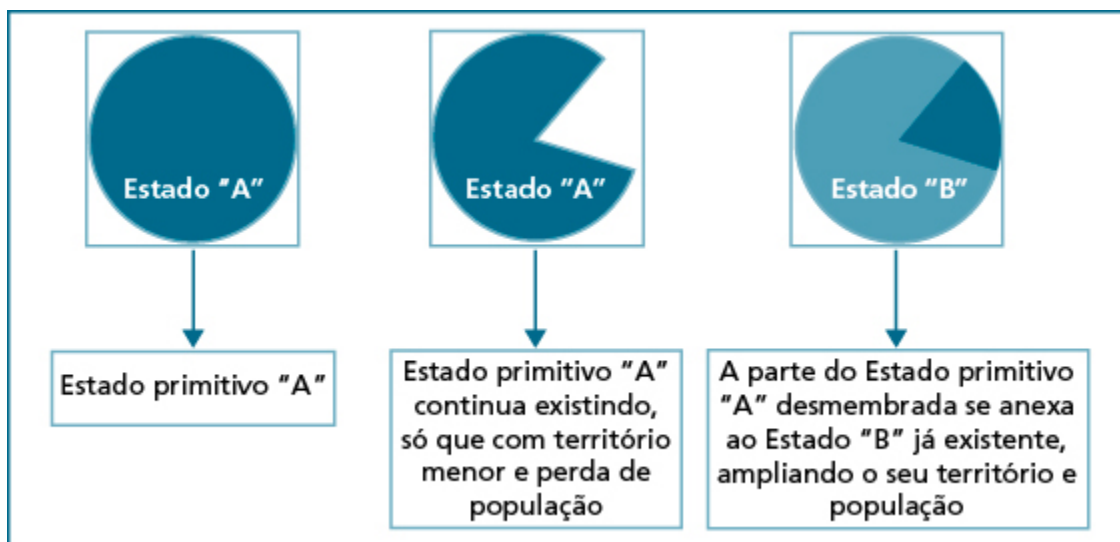 Estado "A"
Estado "A"
Estado "B"
Estado primitivo "A"
Estado primitivo "A"
continua existindo,
só que com território
menor e perda de
população
A parte do Estado primitivo
"A" desmembrada se anexa
ao Estado "B" já existente,
ampliando o seu território e
população